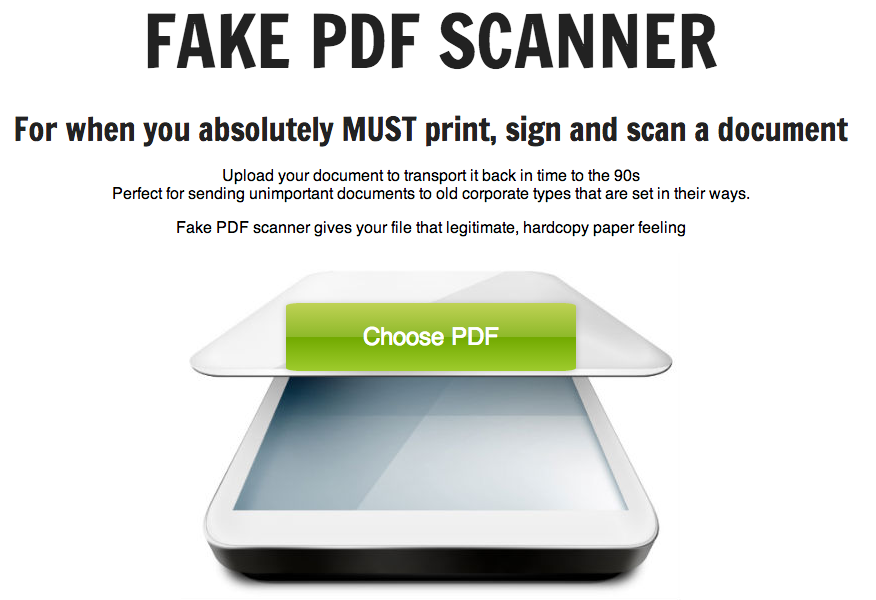 FAKE PDF SCANNER
For when you absolutely MUST print, sign and scan a document
Upload your document to transport it back in time to the 90s
Perfect for sending unimportant documents to old corporate types that are set in their ways.
Fake PDF scanner gives your file that legitimate, hardcopy paper feeling
Choose PDF